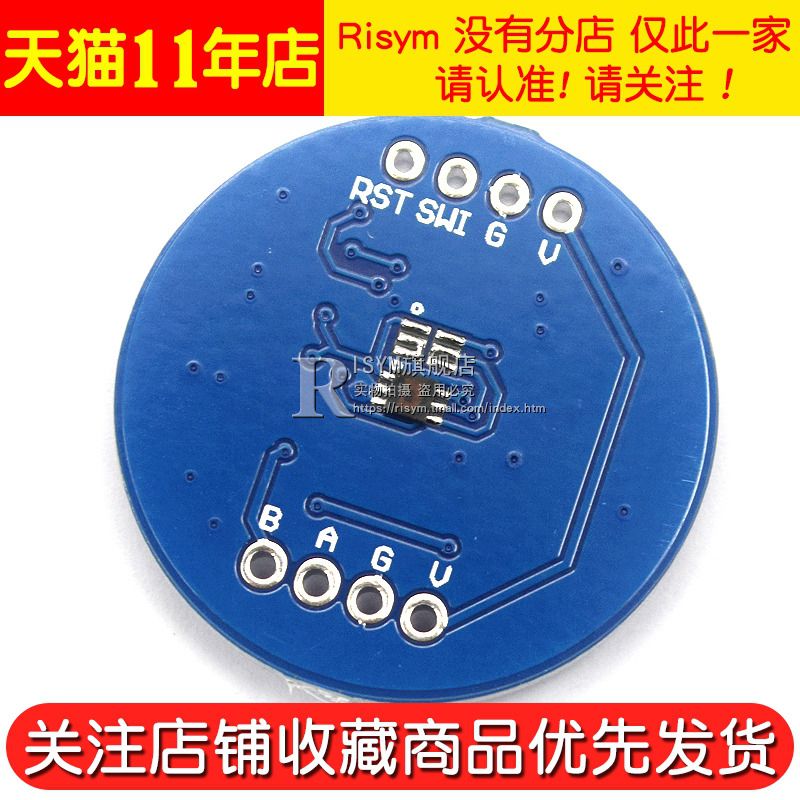 天猫11年店
Risym 没有分店 仅此一家
请认准! 请关注!
RST SWI G V
R ISYM旗舰店
实物拍摄 盗用必究
https://risym.tmall.com/index.htm
B A G V
关注店铺收藏商品优先发货